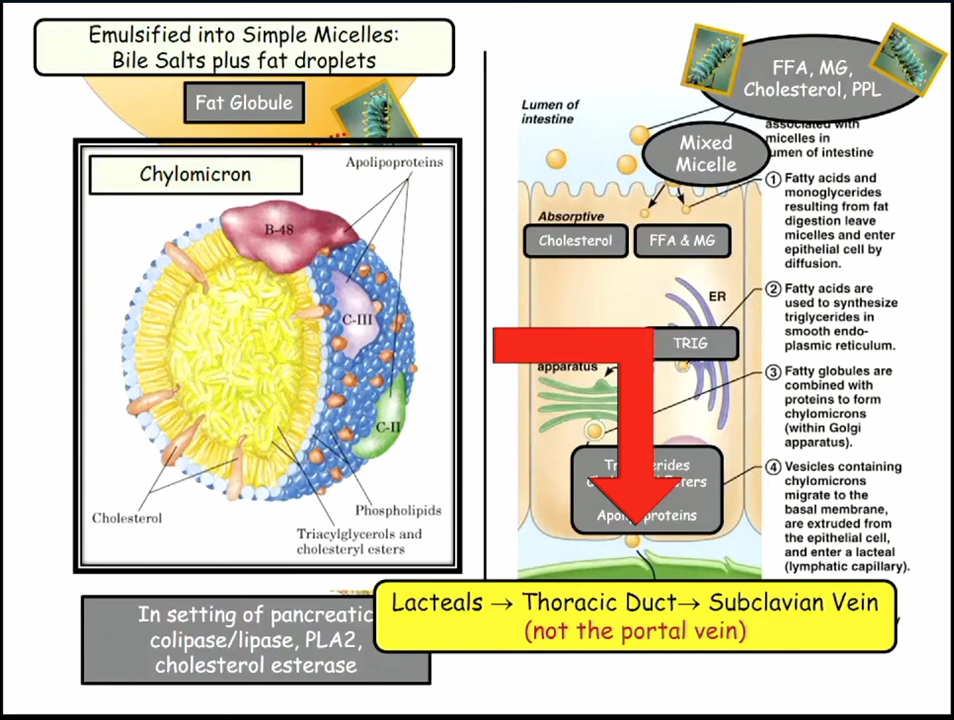 Emulsified into Simple Micelles:
Bile Salts plus fat droplets
Fat Globule
Chylomicron
Apolipoproteins
B-48
C-III
C-II
Cholesterol
Phospholipids
Triacylglycerols and
cholesteryl esters
In setting of pancreatic
colipase/lipase, PLA2,
cholesterol esterase
FFA, MG,
Cholesterol, PPL
Lumen of
intestine
Mixed
Micelle
associated with
micelles in
lumen of intestine
Absorptive
Cholesterol
FFA & MG
ER
TRIG
apparatus
Apolipoproteins
1 Fatty acids and
monoglycerides
resulting from fat
digestion leave
micelles and enter
epithelial cell by
diffusion.
2 Fatty acids are
used to synthesize
triglycerides in
smooth endo-
plasmic reticulum.
3 Fatty globules are
combined with
proteins to form
chylomicrons
(within Golgi
apparatus).
4 Vesicles containing
chylomicrons
migrate to the
basal membrane,
are extruded from
the epithelial cell,
and enter a lacteal
(lymphatic capillary).
Lacteals → Thoracic Duct→ Subclavian Vein
(not the portal vein)